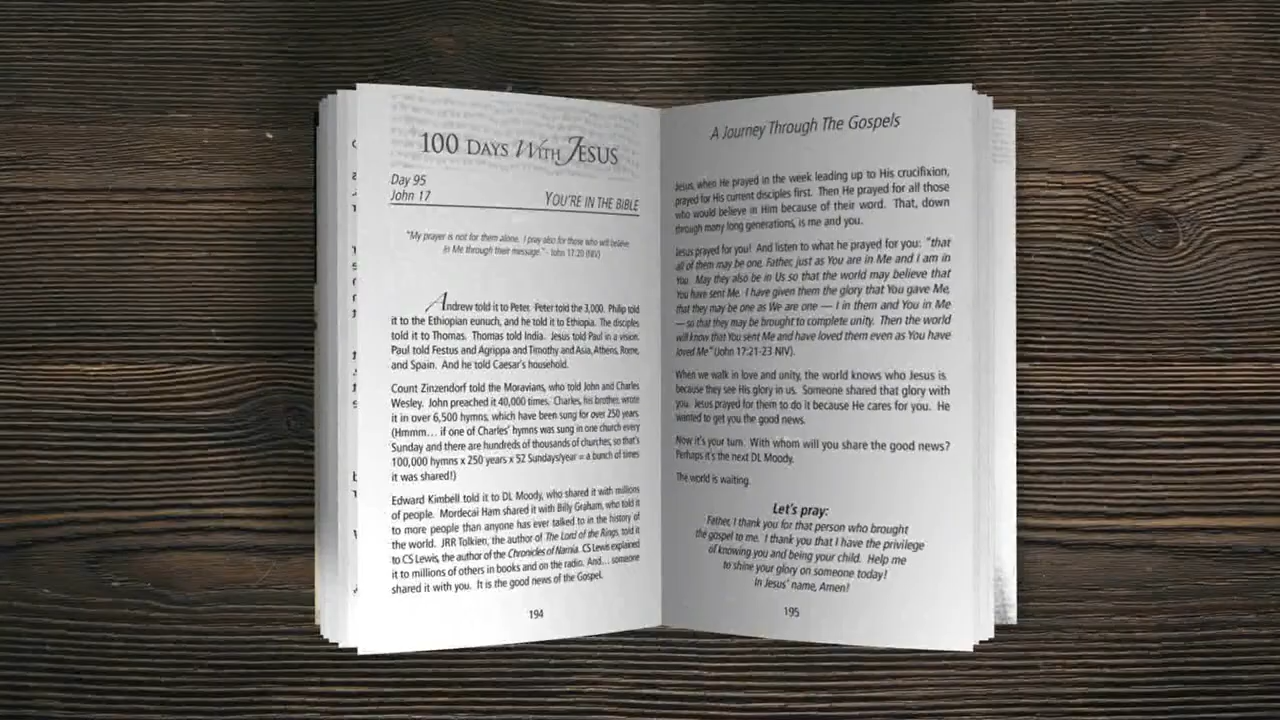 100 DAYS WITH JESUS
Day 95
John 17
YOU'RE IN THE BIBLE
"My prayer is not for them alone. I pray also for those who will believe
in Me through their message." - John 17:20 (NIV)
Andrew told it to Peter. Peter told the 3,000. Philip told
it to the Ethiopian eunuch, and he told it to Ethiopia. The disciples
told it to Thomas. Thomas told India. Jesus told Paul in a vision.
Paul told Festus and Agrippa and Timothy and Asia, Athens, Rome,
and Spain. And he told Caesar's household.
Count Zinzendorf told the Moravians, who told John and Charles
Wesley. John preached it 40,000 times. Charles, his brother, wrote
it in over 6,500 hymns, which have been sung for over 250 years.
(Hmmm... if one of Charles' hymns was sung in one church every
Sunday and there are hundreds of thousands of churches, so that's
100,000 hymns x 250 years x 52 Sundays/year = a bunch of times
it was shared!)
Edward Kimbell told it to DL Moody, who shared it with millions
of people. Mordecai Ham shared it with Billy Graham, who told it
to more people than anyone has ever talked to in the history of
the world. JRR Tolkien, the author of The Lord of the Rings, told it
to CS Lewis, the author of the Chronicles of Narnia. CS Lewis explained
it to millions of others in books and on the radio. And... someone
shared it with you. It is the good news of the Gospel.
194
A Journey Through The Gospels
Jesus, when He prayed in the week leading up to His crucifixion,
prayed for His current disciples first. Then He prayed for all those
who would believe in Him because of their word. That, down
through many long generations, is me and you.
Jesus prayed for you! And listen to what he prayed for you: "that
all of them may be one, Father, just as You are in Me and I am in
You. May they also be in Us so that the world may believe that
You have sent Me. I have given them the glory that You gave Me,
that they may be one as We are one — I in them and You in Me
— so that they may be brought to complete unity. Then the world
will know that You sent Me and have loved them even as You have
loved Me" (John 17:21-23 NIV).
When we walk in love and unity, the world knows who Jesus is
because they see His glory in us. Someone shared that glory with
you. Jesus prayed for them to do it because He cares for you. He
wanted to get you the good news.
Now it's your turn. With whom will you share the good news?
Perhaps it's the next DL Moody.
The world is waiting.
Let's pray:
Father, I thank you for that person who brought
the gospel to me. I thank you that I have the privilege
of knowing you and being your child. Help me
to shine your glory on someone today!
In Jesus' name, Amen!
195